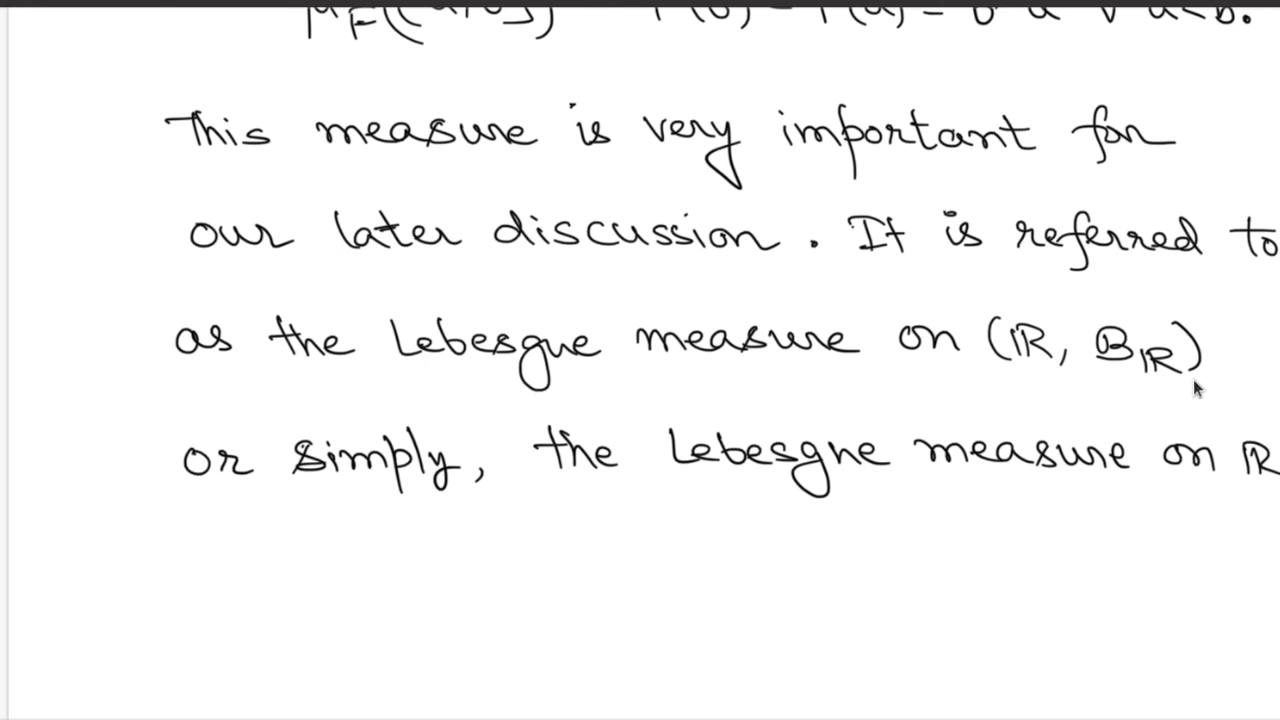 This measure is very important for
our later discussion. It is referred to
as the Lebesgue measure on (ℝ, B_ℝ)
or simply, the Lebesgue measure on ℝ